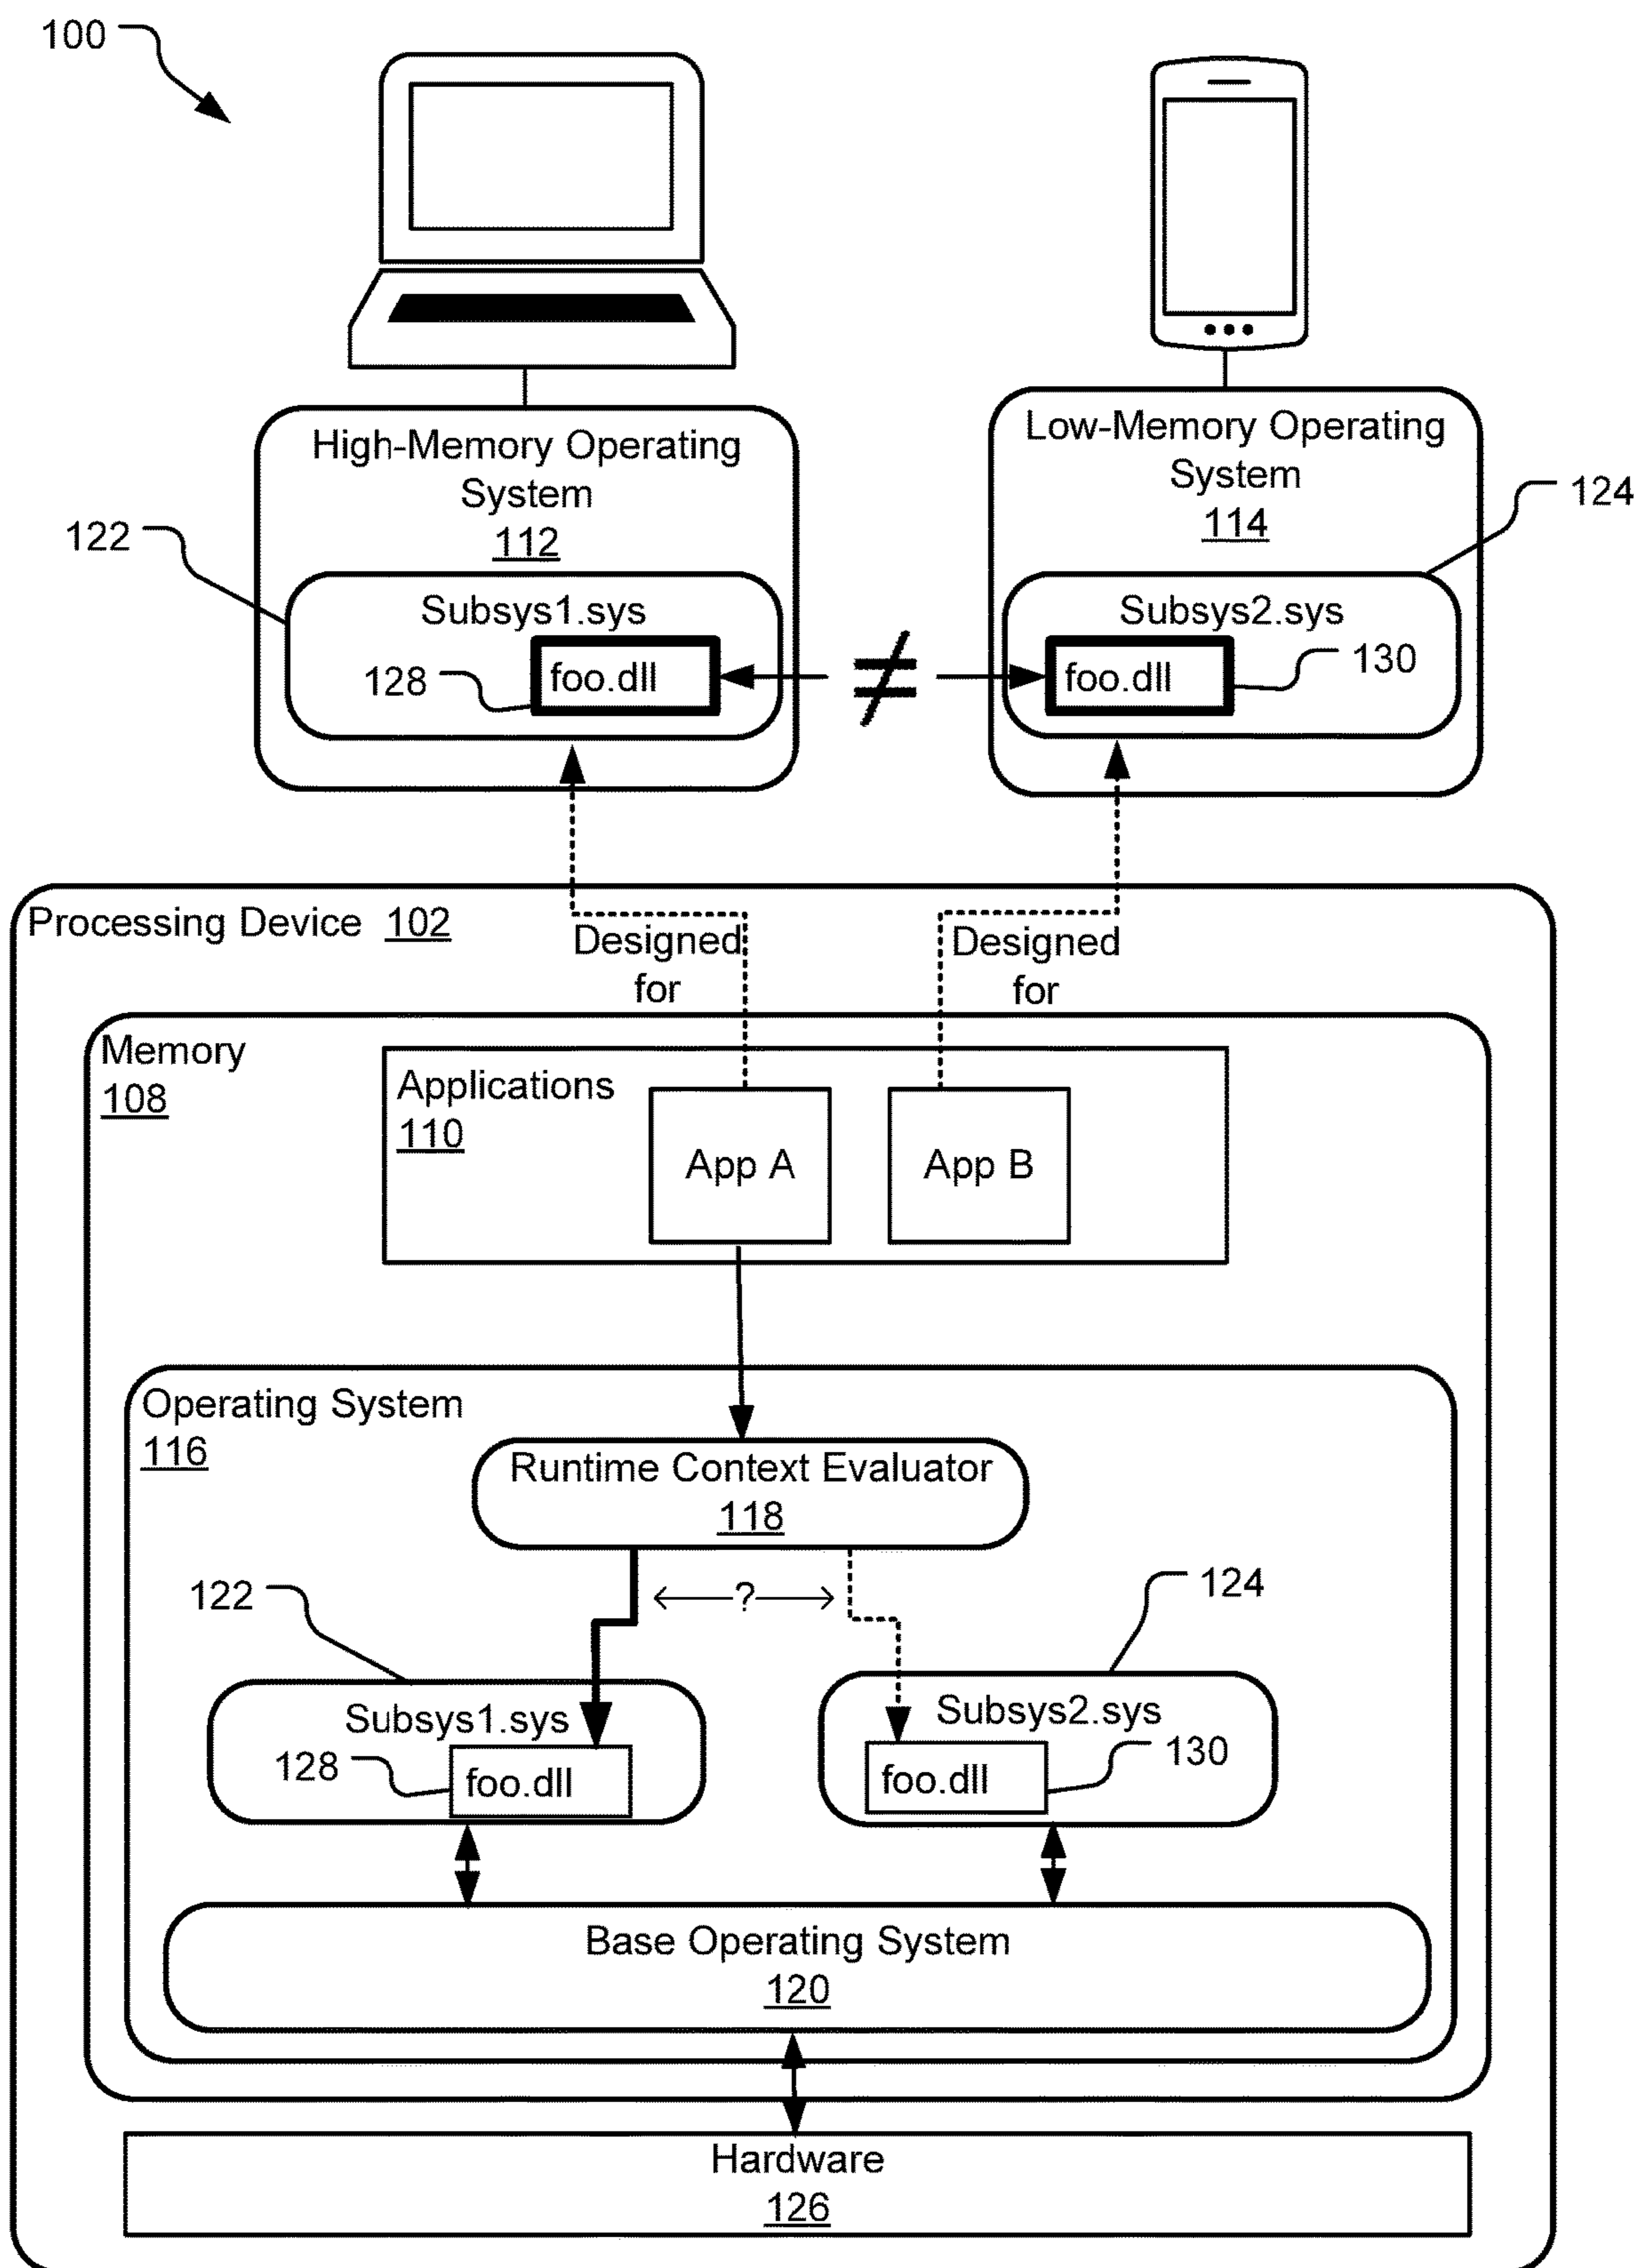 100
High-Memory Operating
System
112
Low-Memory Operating
System
114
122
124
Subsys1.sys
128
foo.dll
≠
Subsys2.sys
foo.dll
130
Processing Device 102
Designed
for
Designed
for
Memory
108
Applications
110
App A
App B
Operating System
116
Runtime Context Evaluator
118
?
122
124
Subsys1.sys
128
foo.dll
Subsys2.sys
foo.dll
130
Base Operating System
120
Hardware
126